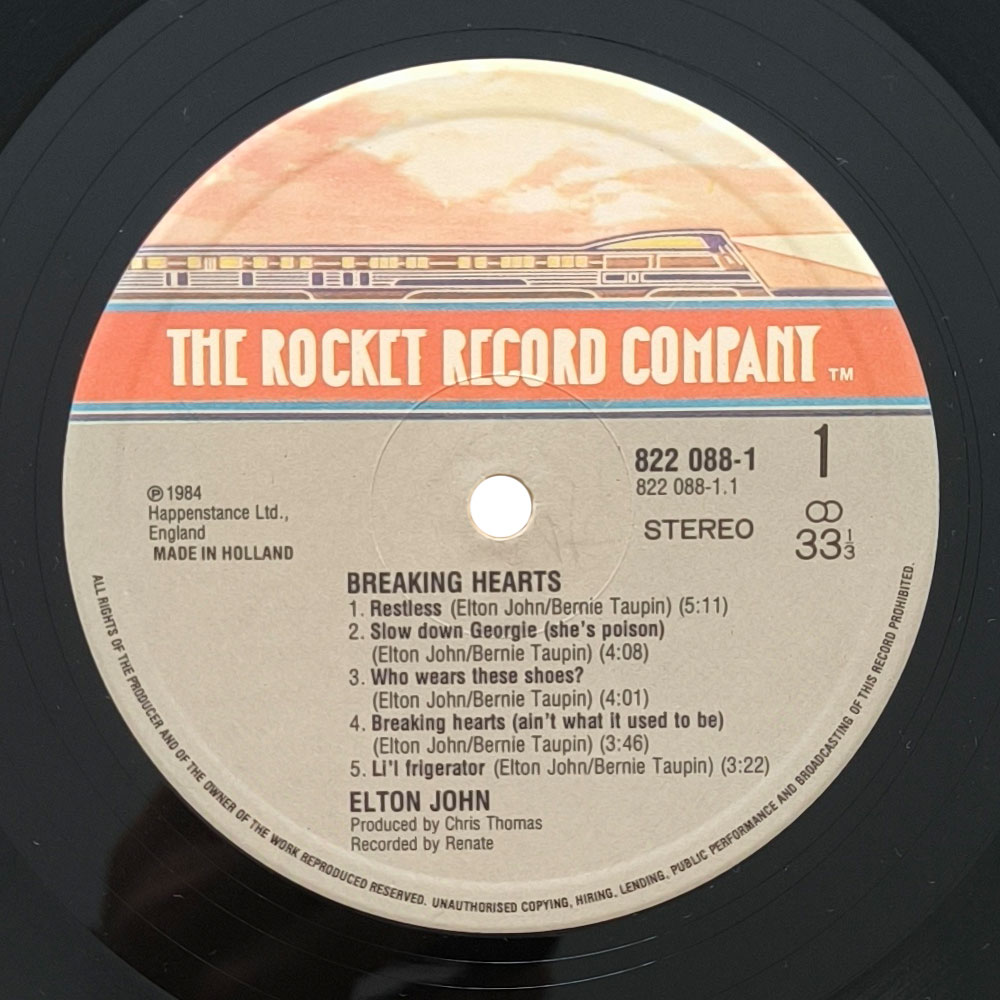 THE ROCKET RECORD COMPANY ™
822 088-1
822 088-1.1
1
STEREO
33 1/3
℗ 1984
Happenstance Ltd.,
England
MADE IN HOLLAND
BREAKING HEARTS
1. Restless (Elton John/Bernie Taupin) (5:11)
2. Slow down Georgie (she's poison)
(Elton John/Bernie Taupin) (4:08)
3. Who wears these shoes?
(Elton John/Bernie Taupin) (4:01)
4. Breaking hearts (ain't what it used to be)
(Elton John/Bernie Taupin) (3:46)
5. Li'l frigerator (Elton John/Bernie Taupin) (3:22)
ELTON JOHN
Produced by Chris Thomas
Recorded by Renate
ALL RIGHTS OF THE PRODUCER AND OF THE OWNER OF THE WORK REPRODUCED RESERVED. UNAUTHORISED COPYING, HIRING, LENDING, PUBLIC PERFORMANCE AND BROADCASTING OF THIS RECORD PROHIBITED.